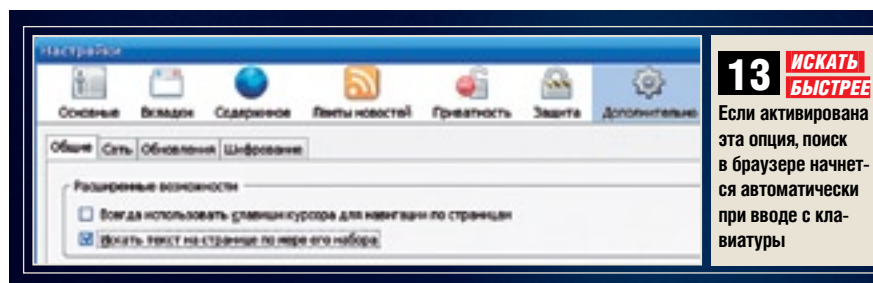 Настройки
Основные Вкладки Содержимое Ленты новостей Приватность Защита Дополнительно
Общие Сеть Обновления Шифрование
Расширенные возможности
Всегда использовать клавиши курсора для навигации по страницам
Искать текст на странице по мере его набора
13 ИСКАТЬ
БЫСТРЕЕ
Если активирована
эта опция, поиск
в браузере начнет-
ся автоматически
при вводе с кла-
виатуры